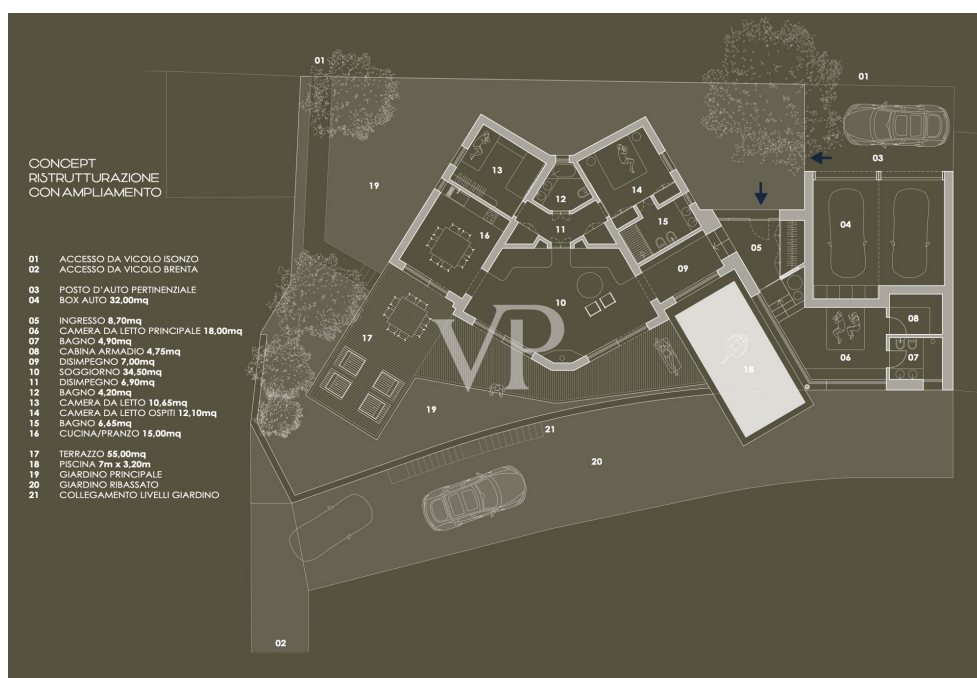 01
01
CONCEPT
RISTRUTTURAZIONE
CON AMPLIAMENTO
03
13
14
12
19
04
15
11
16
05
09
01 ACCESSO DA VICOLO ISONZO
02 ACCESSO DA VICOLO BRENTA
03 POSTO D'AUTO PERTINENZIALE
04 BOX AUTO 32,00mq
05 INGRESSO 8,70mq
06 CAMERA DA LETTO PRINCIPALE 18,00mq
07 BAGNO 4,90mq
08 CABINA ARMADIO 4,75mq
09 DISIMPEGNO 7,00mq
10 SOGGIORNO 34,50mq
11 DISIMPEGNO 6,90mq
12 BAGNO 4,20mq
13 CAMERA DA LETTO 10,65mq
14 CAMERA DA LETTO OSPITI 12,10mq
15 BAGNO 6,65mq
16 CUCINA/PRANZO 15,00mq
17 TERRAZZO 55,00mq
18 PISCINA 7m x 3,20m
19 GIARDINO PRINCIPALE
20 GIARDINO RIBASSATO
21 COLLEGAMENTO LIVELLI GIARDINO
10
08
17
VP
06
07
18
19
21
20
02